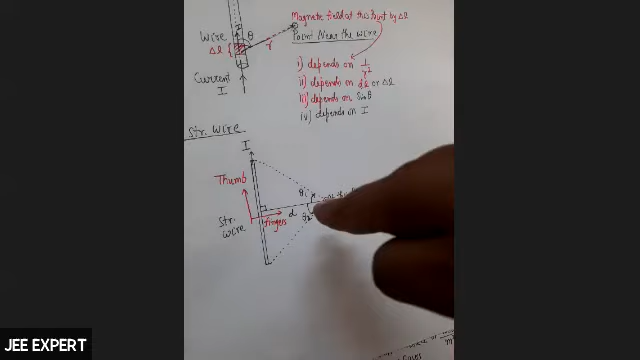 Magnetic field at this point by Δl
Wire
θ
Point Near the wire
Δl
r
i) depends on 1/r²
Current
I
ii) depends on dl or Δl
iii) depends on Sinθ
iv) depends on I
Str. wire
I
Thumb
θ1
d
Str.
wire
fingers
θ2
JEE EXPERT